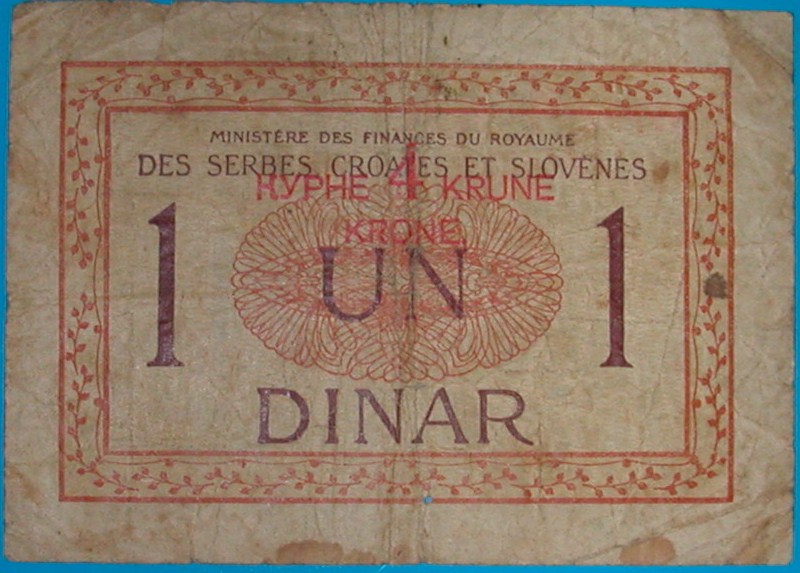 MINISTÈRE DES FINANCES DU ROYAUME
DES SERBES, CROATES ET SLOVÈNES
КРУНЕ 4 KRUNE
KRONE
1 UN 1
DINAR